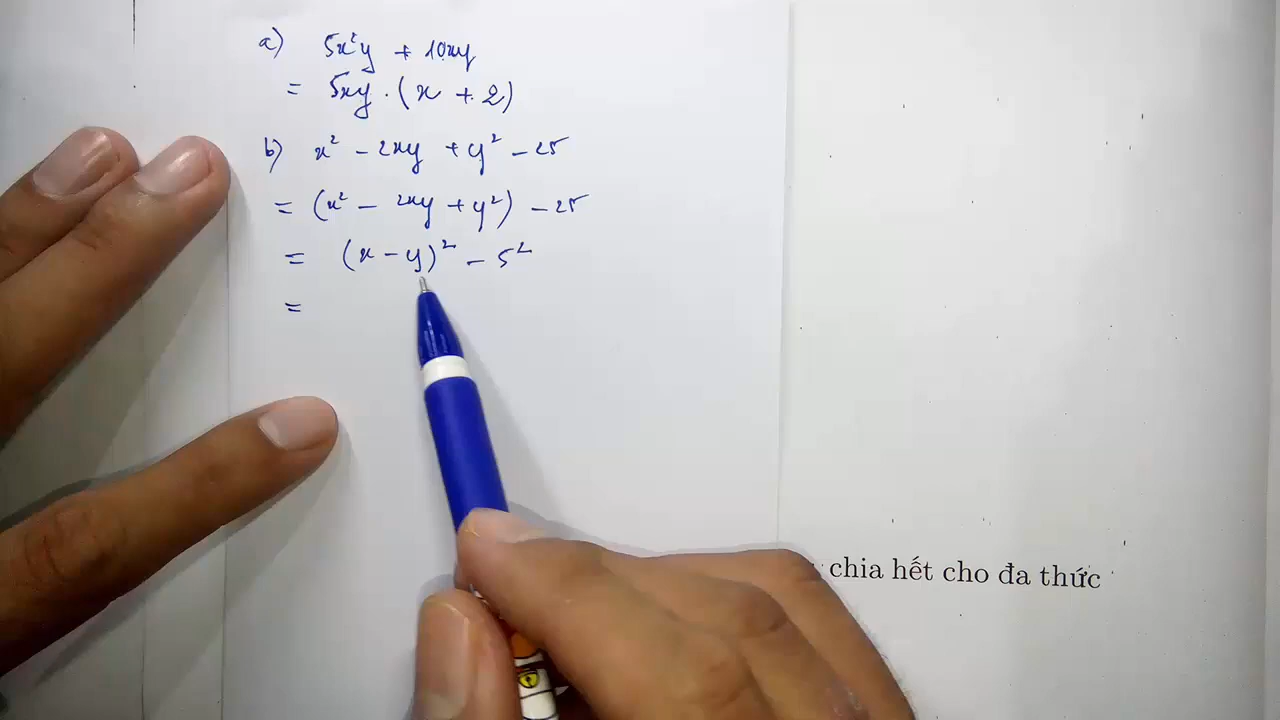 a) 5x²y + 10xy
= 5xy . (x + 2)
b) x² - 2xy + y² - 25
= (x² - 2xy + y²) - 25
= (x - y)² - 5²
=
chia hết cho đa thức